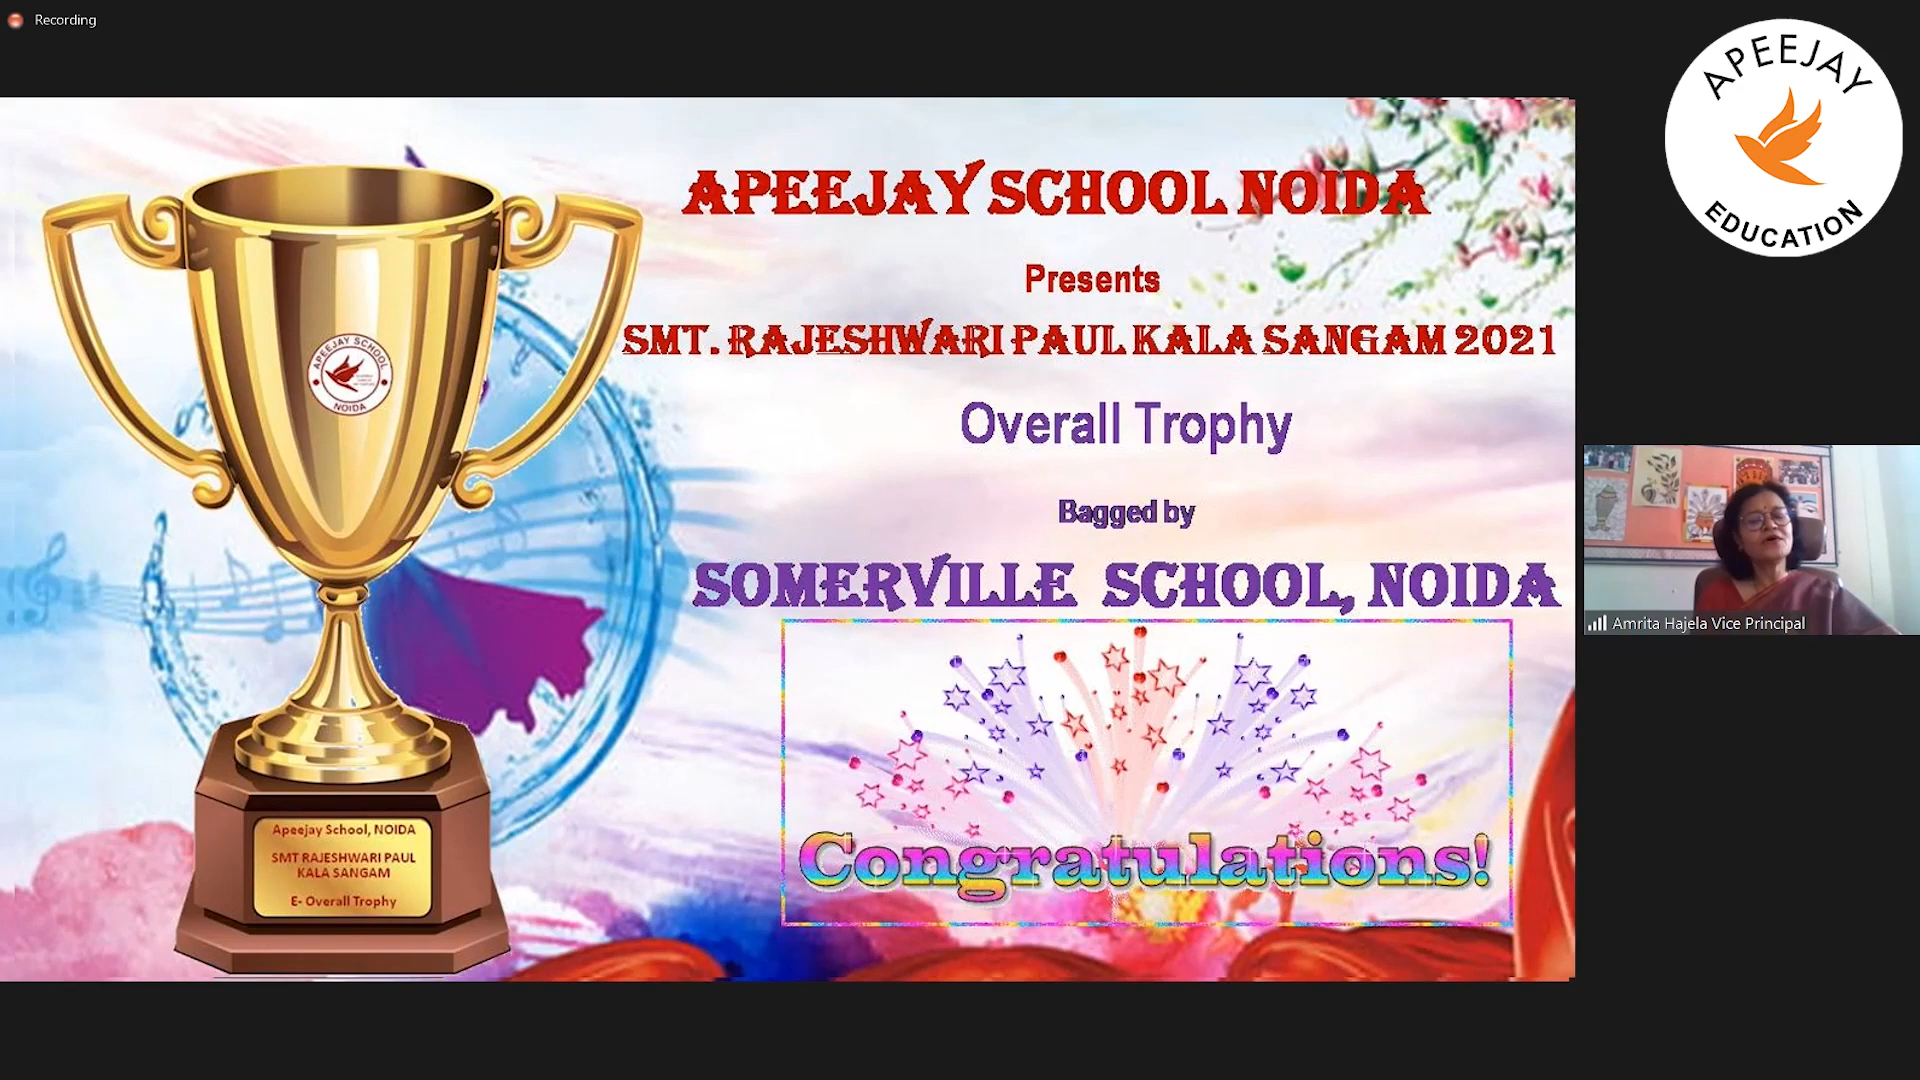 Recording
APEEJAY
EDUCATION
APEEJAY SCHOOL NOIDA
Presents
SMT. RAJESHWARI PAUL KALA SANGAM 2021
Overall Trophy
Bagged by
SOMERVILLE SCHOOL, NOIDA
Congratulations!
APEEJAY SCHOOL
NOIDA
Apeejay School, NOIDA
SMT RAJESHWARI PAUL
KALA SANGAM
E- Overall Trophy
Amrita Hajela Vice Principal